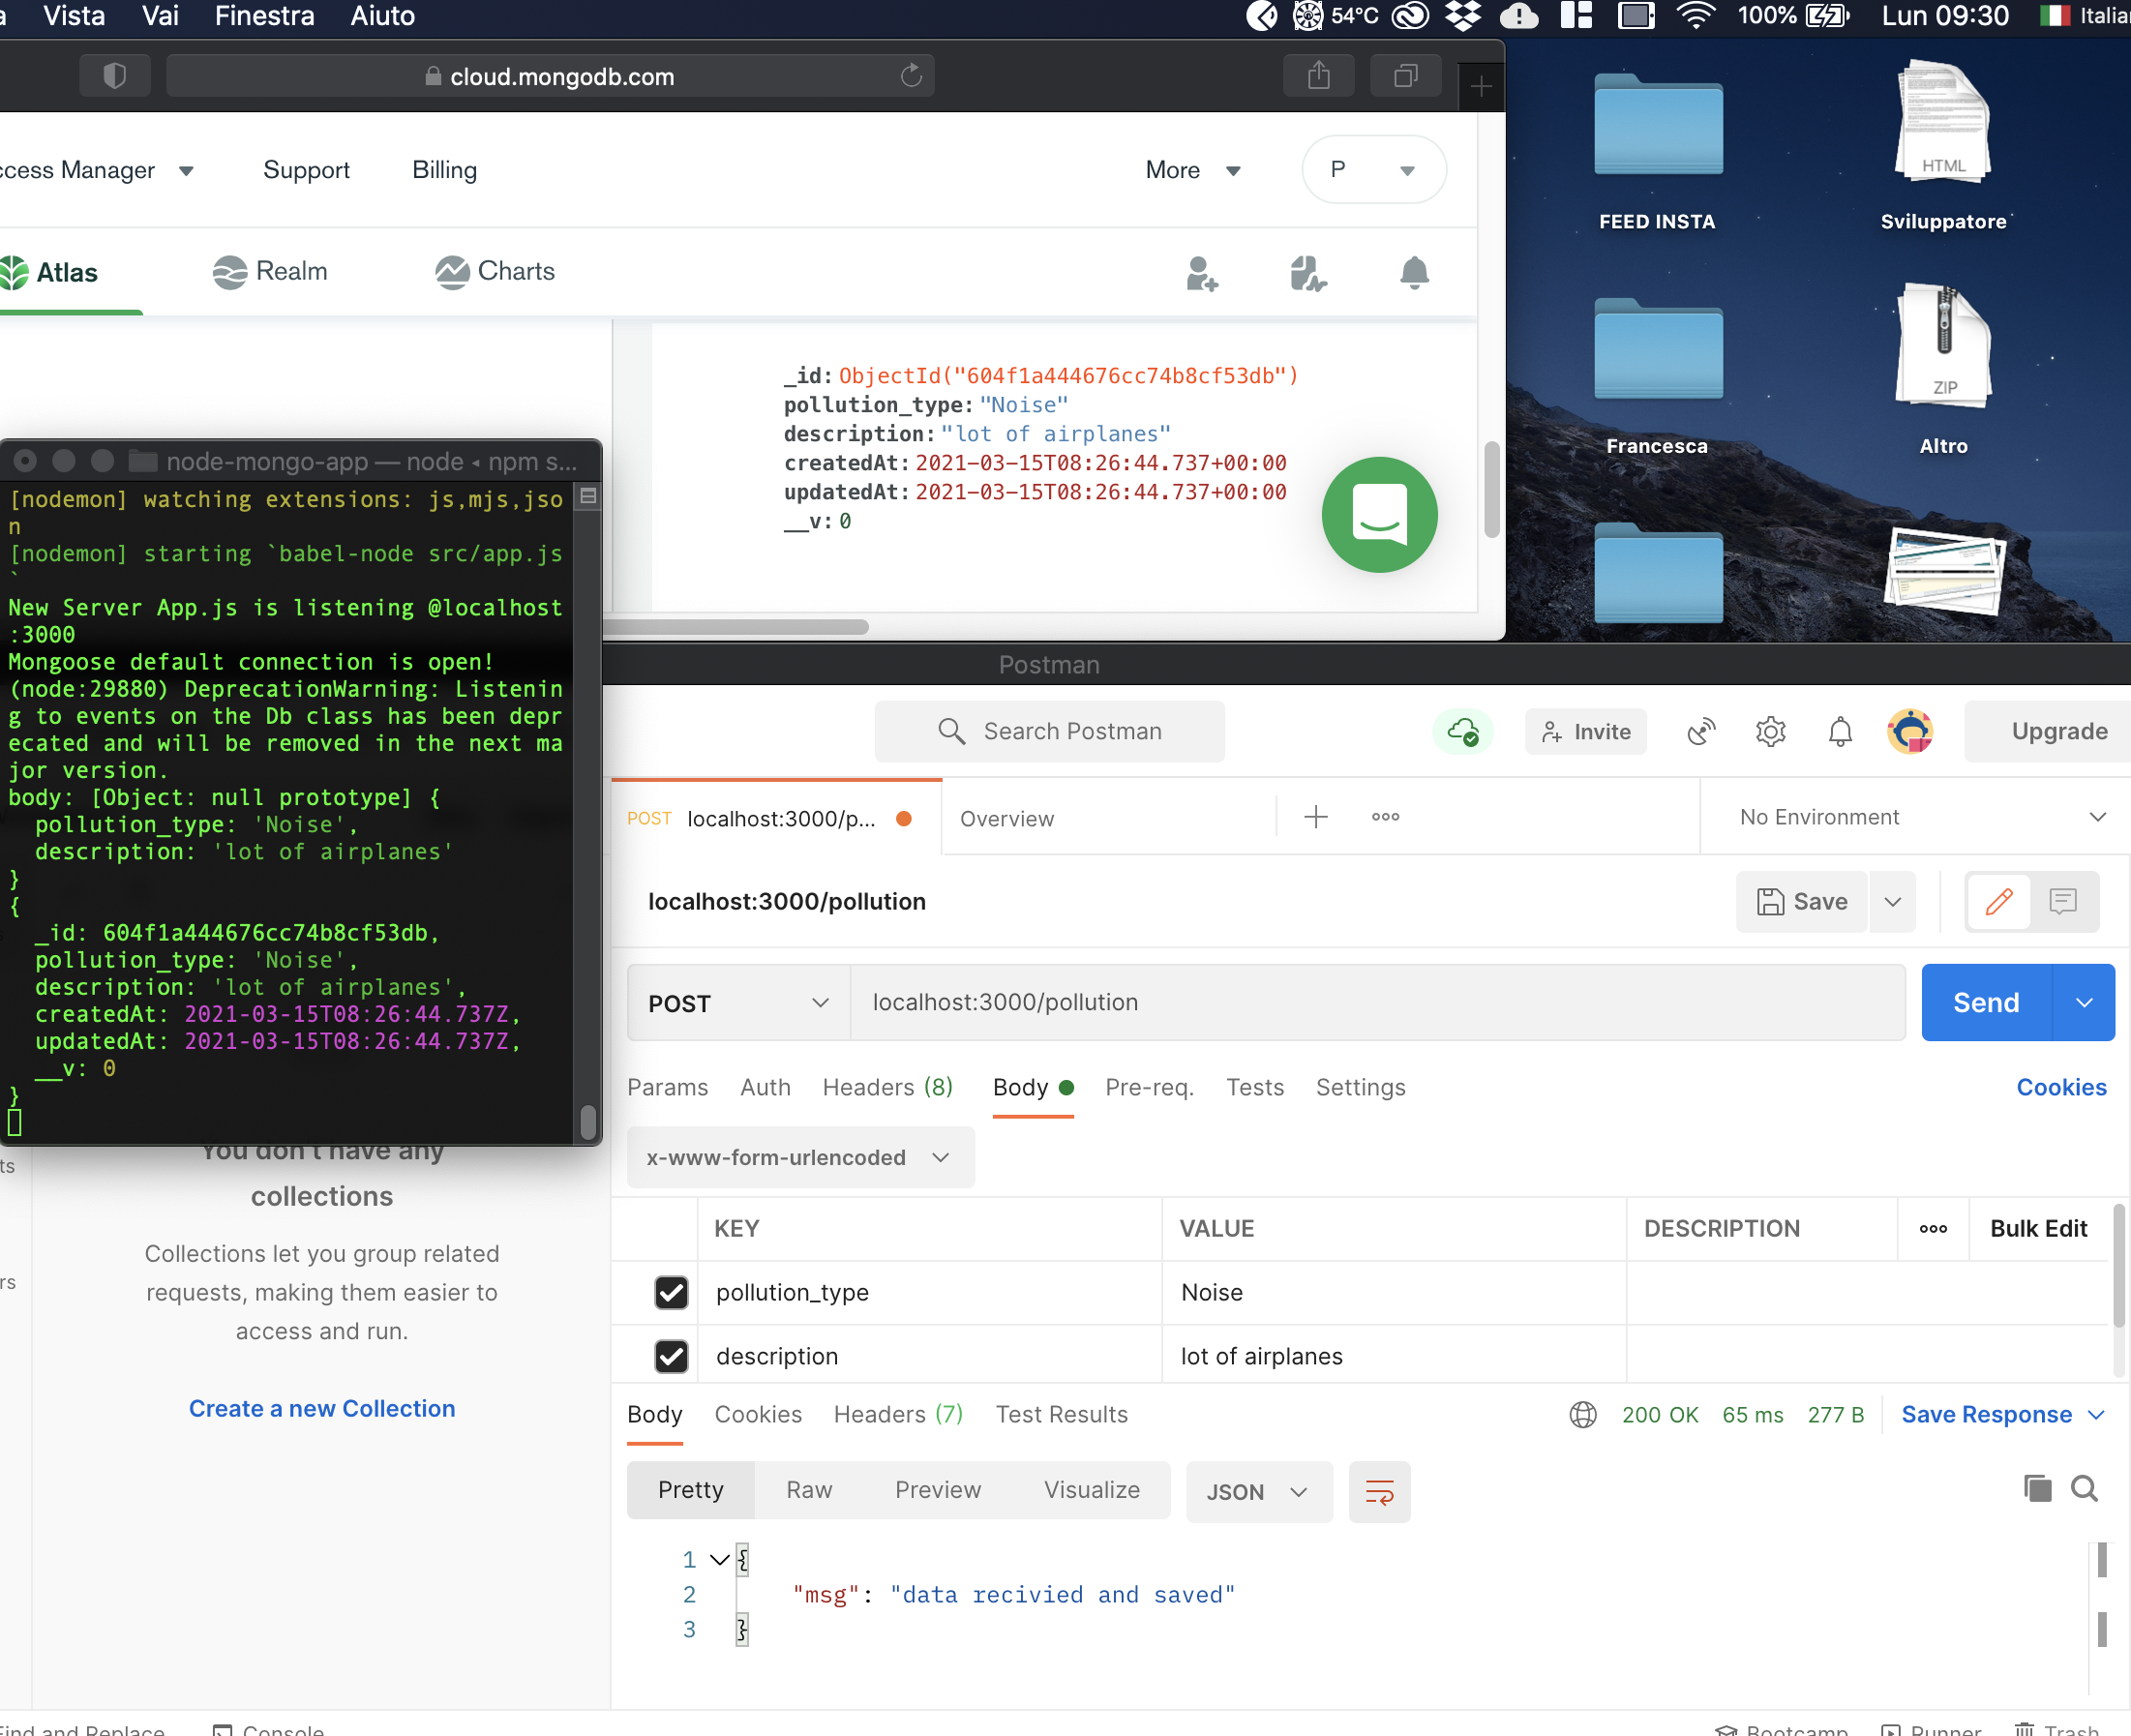 Vista Vai Finestra Aiuto 54°C 100% Lun 09:30
cloud.mongodb.com
Support Billing More P
Atlas Realm Charts
_id: ObjectId("604f1a444676cc74b8cf53db")
pollution_type: "Noise"
description: "lot of airplanes"
createdAt: 2021-03-15T08:26:44.737+00:00
updatedAt: 2021-03-15T08:26:44.737+00:00
__v: 0
HTML
FEED INSTA Sviluppatore
ZIP
Francesca Altro
node-mongo-app — node ◂ npm s...
[nodemon] watching extensions: js,mjs,jso
n
[nodemon] starting `babel-node src/app.js
`
New Server App.js is listening @localhost
:3000
Mongoose default connection is open!
(node:29880) DeprecationWarning: Listenin
g to events on the Db class has been depr
ecated and will be removed in the next ma
jor version.
body: [Object: null prototype] {
pollution_type: 'Noise',
description: 'lot of airplanes'
}
{
_id: 604f1a444676cc74b8cf53db,
pollution_type: 'Noise',
description: 'lot of airplanes',
createdAt: 2021-03-15T08:26:44.737Z,
updatedAt: 2021-03-15T08:26:44.737Z,
__v: 0
}
You don't have any
collections
Collections let you group related
requests, making them easier to
access and run.
Create a new Collection
Postman
Search Postman Invite Upgrade
POST localhost:3000/p... Overview No Environment
localhost:3000/pollution Save
POST localhost:3000/pollution Send
Params Auth Headers (8) Body Pre-req. Tests Settings Cookies
x-www-form-urlencoded
KEY VALUE DESCRIPTION Bulk Edit
pollution_type Noise
description lot of airplanes
Body Cookies Headers (7) Test Results 200 OK 65 ms 277 B Save Response
Pretty Raw Preview Visualize JSON
1 {
2 "msg": "data recivied and saved"
3 }
and Replace Console Bootcamp Runner Trash